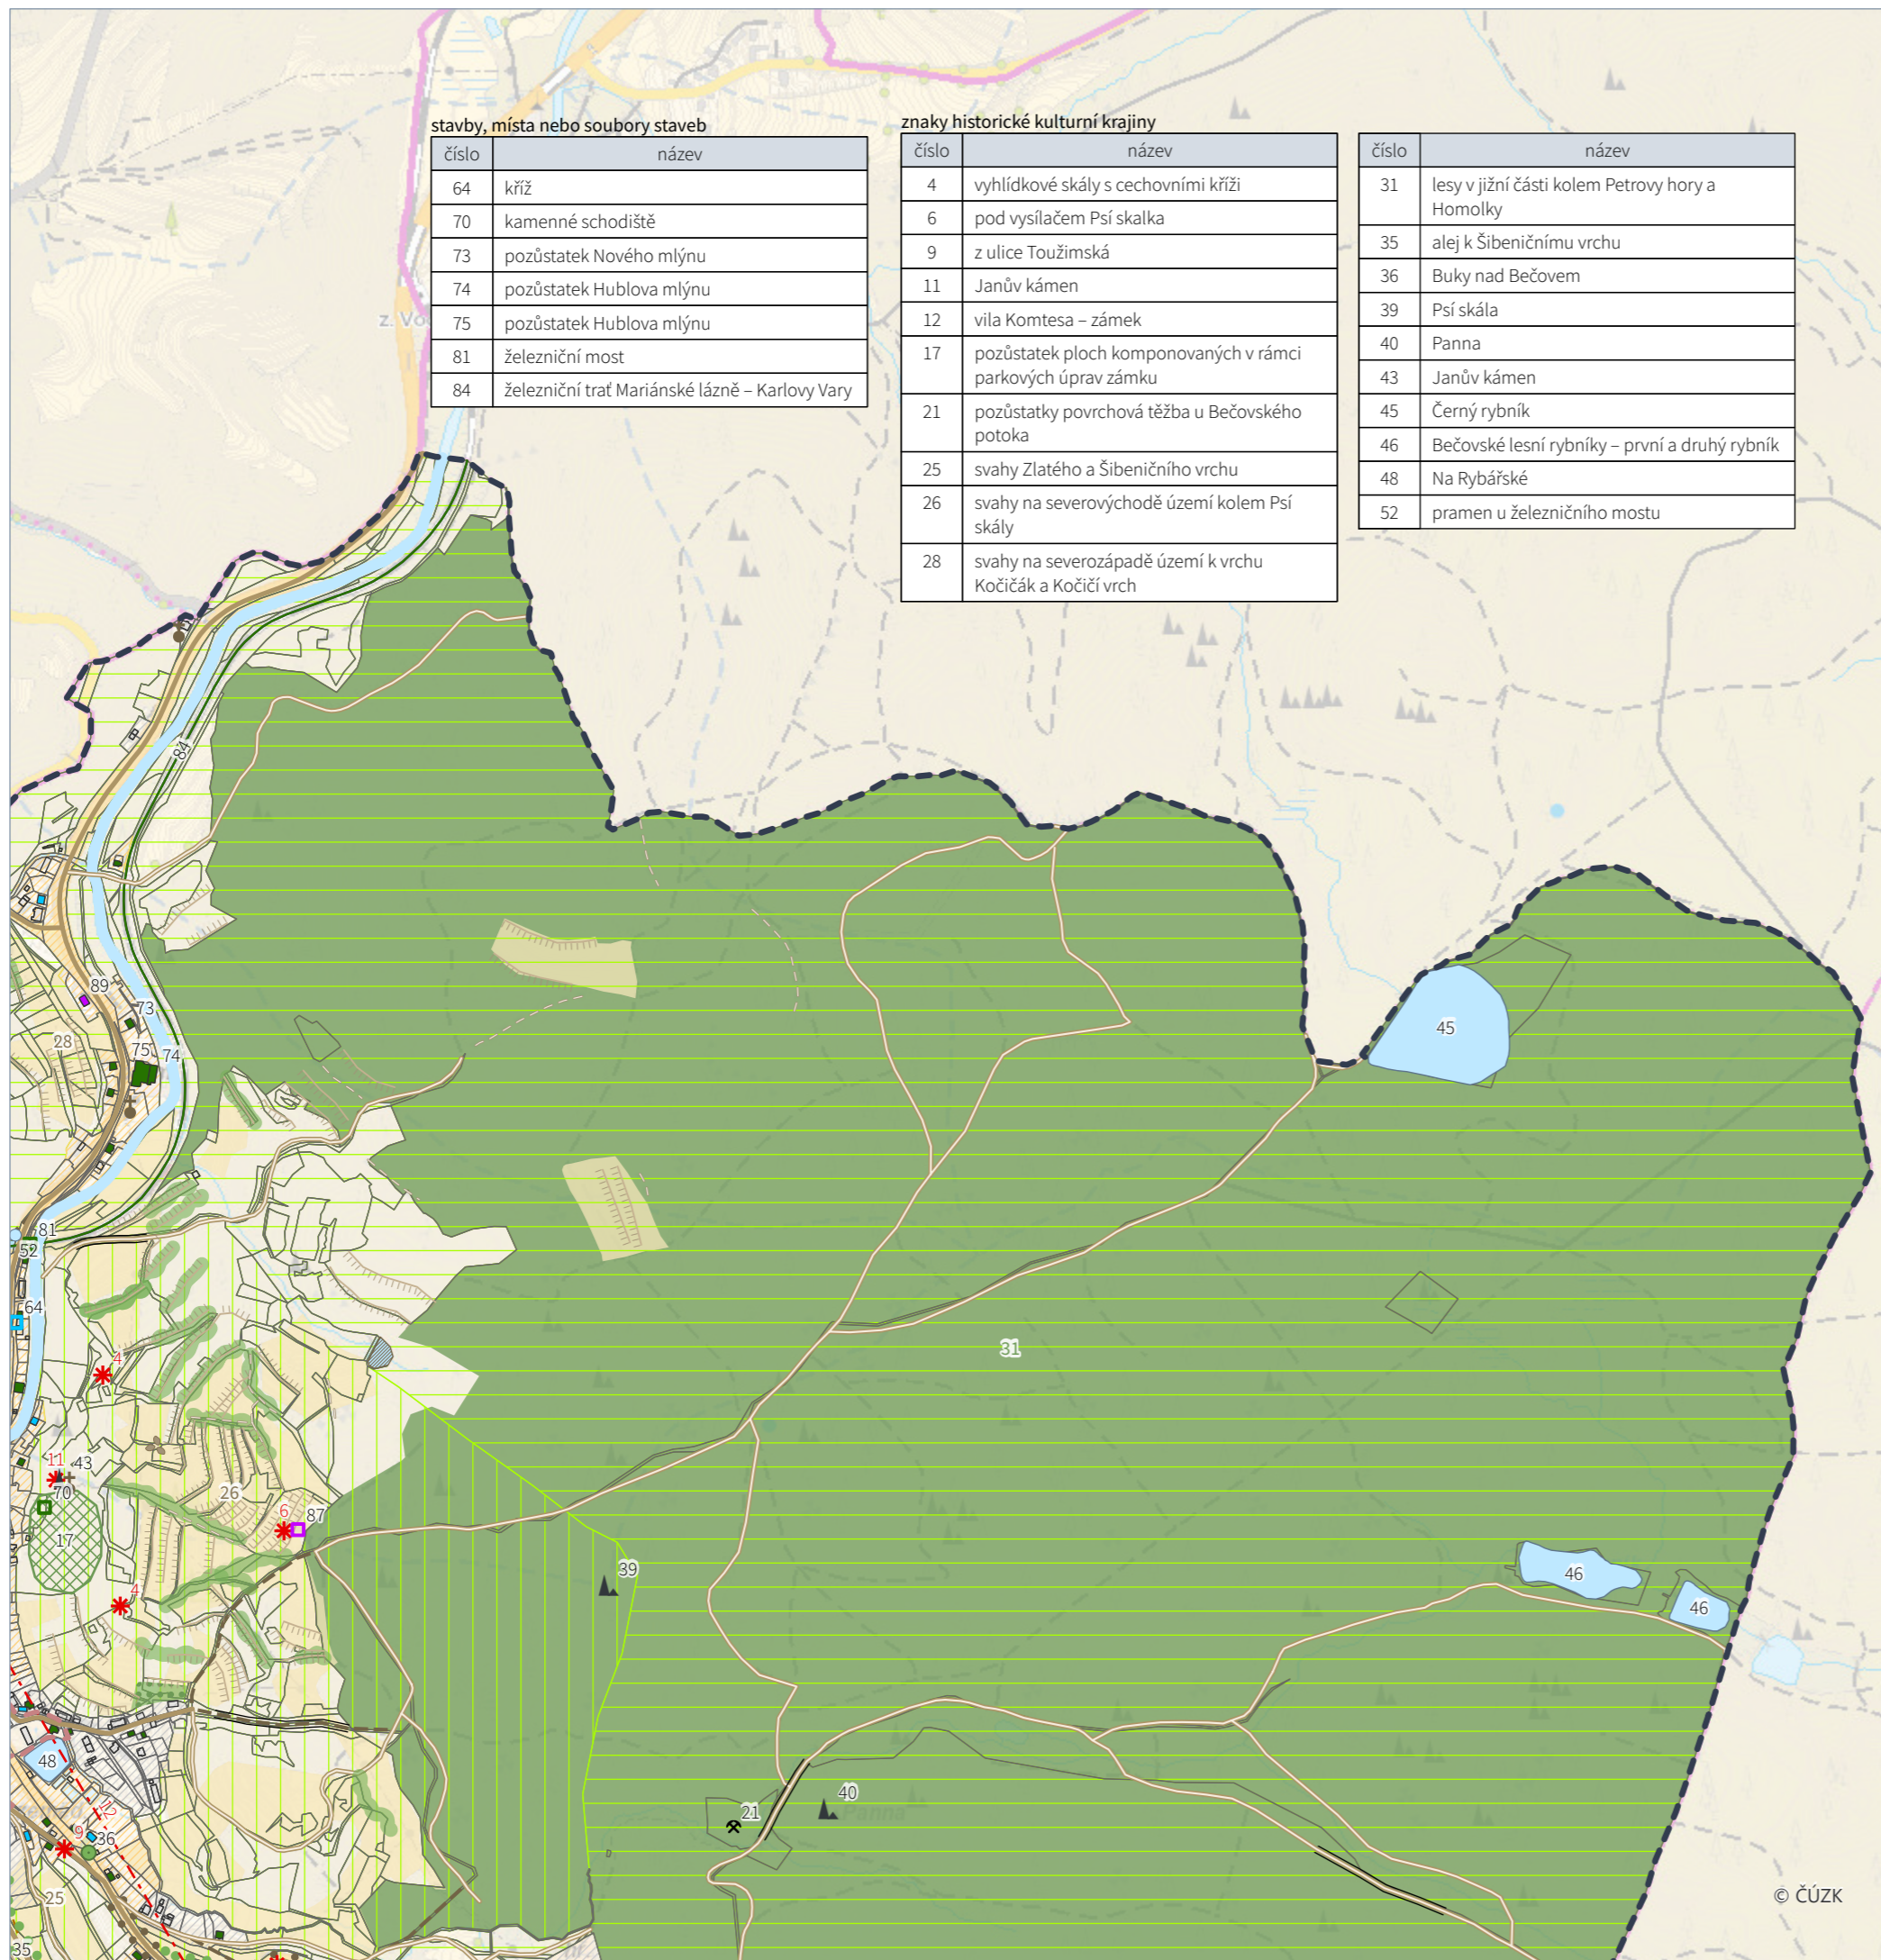 stavby, místa nebo soubory staveb
číslo název
64 kříž
70 kamenné schodiště
73 pozůstatek Nového mlýnu
74 pozůstatek Hublova mlýnu
75 pozůstatek Hublova mlýnu
81 železniční most
84 železniční trať Mariánské lázně – Karlovy Vary
znaky historické kulturní krajiny
číslo název
4 vyhlídkové skály s cechovními kříži
6 pod vysílačem Psí skalka
9 z ulice Toužimská
11 Janův kámen
12 vila Komtesa – zámek
17 pozůstatek ploch komponovaných v rámci
parkových úprav zámku
21 pozůstatky povrchová těžba u Bečovského
potoka
25 svahy Zlatého a Šibeničního vrchu
26 svahy na severovýchodě území kolem Psí
skály
28 svahy na severozápadě území k vrchu
Kočičák a Kočičí vrch
číslo název
31 lesy v jižní části kolem Petrovy hory a
Homolky
35 alej k Šibeničnímu vrchu
36 Buky nad Bečovem
39 Psí skála
40 Panna
43 Janův kámen
45 Černý rybník
46 Bečovské lesní rybníky – první a druhý rybník
48 Na Rybářské
52 pramen u železničního mostu
z. Vo
84
89
73
28
75
74
45
81
52
64
31
4
11
43
70
26
6
87
17
39
4
46
46
48
40
21
Panna
12
9
36
25
35
© ČÚZK